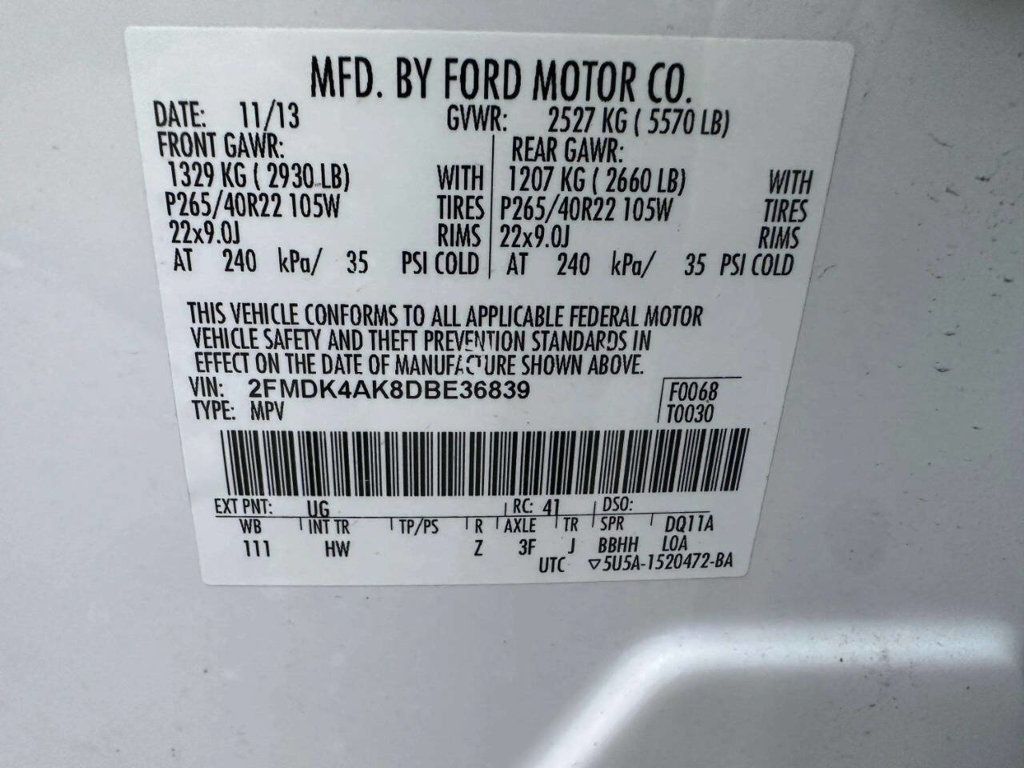 MFD. BY FORD MOTOR CO.
DATE: 11/13 GVWR: 2527 KG ( 5570 LB)
FRONT GAWR: REAR GAWR:
1329 KG ( 2930 LB) WITH 1207 KG ( 2660 LB) WITH
P265/40R22 105W TIRES P265/40R22 105W TIRES
22x9.0J RIMS 22x9.0J RIMS
AT 240 kPa/ 35 PSI COLD AT 240 kPa/ 35 PSI COLD
THIS VEHICLE CONFORMS TO ALL APPLICABLE FEDERAL MOTOR
VEHICLE SAFETY AND THEFT PREVENTION STANDARDS IN
EFFECT ON THE DATE OF MANUFACTURE SHOWN ABOVE.
VIN: 2FMDK4AK8DBE36839 F0068
TYPE: MPV T0030
EXT PNT: UG RC: 41 DSO:
WB INT TR TP/PS R AXLE TR SPR DQ11A
111 HW Z 3F J BBHH LOA
UTC ▽5U5A-1520472-BA